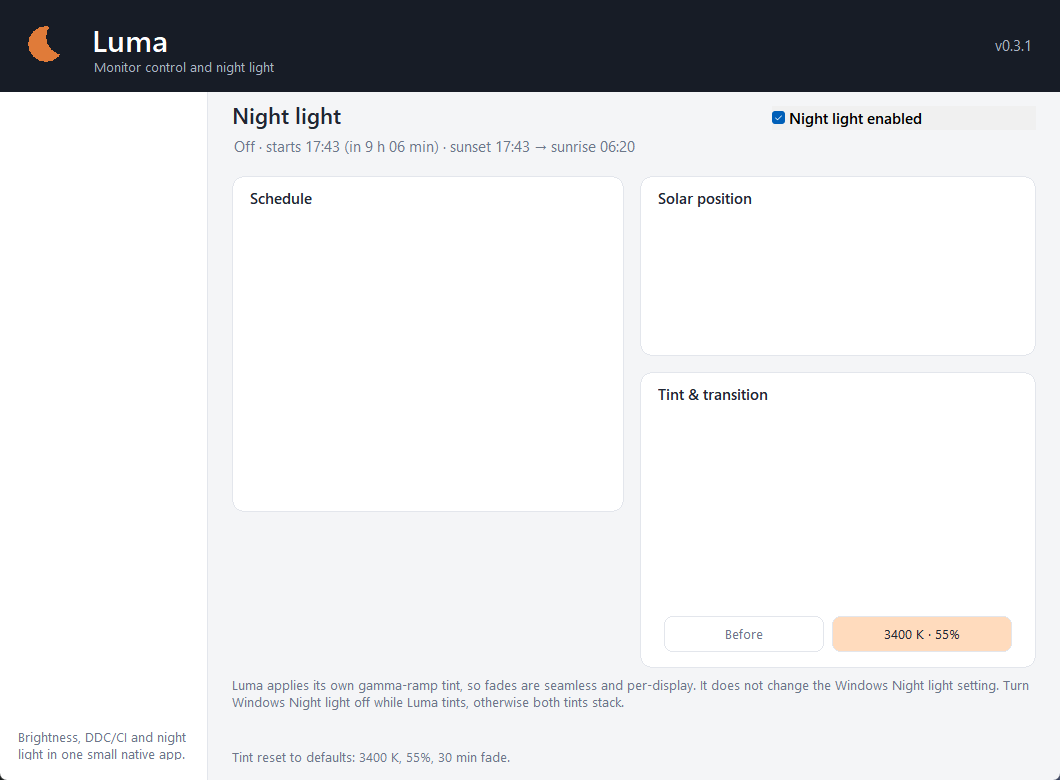 Luma
Monitor control and night light
v0.3.1
Night light
Night light enabled
Off · starts 17:43 (in 9 h 06 min) · sunset 17:43 → sunrise 06:20
Schedule
Solar position
Tint & transition
Before
3400 K · 55%
Luma applies its own gamma-ramp tint, so fades are seamless and per-display. It does not change the Windows Night light setting. Turn
Windows Night light off while Luma tints, otherwise both tints stack.
Brightness, DDC/CI and night
light in one small native app.
Tint reset to defaults: 3400 K, 55%, 30 min fade.